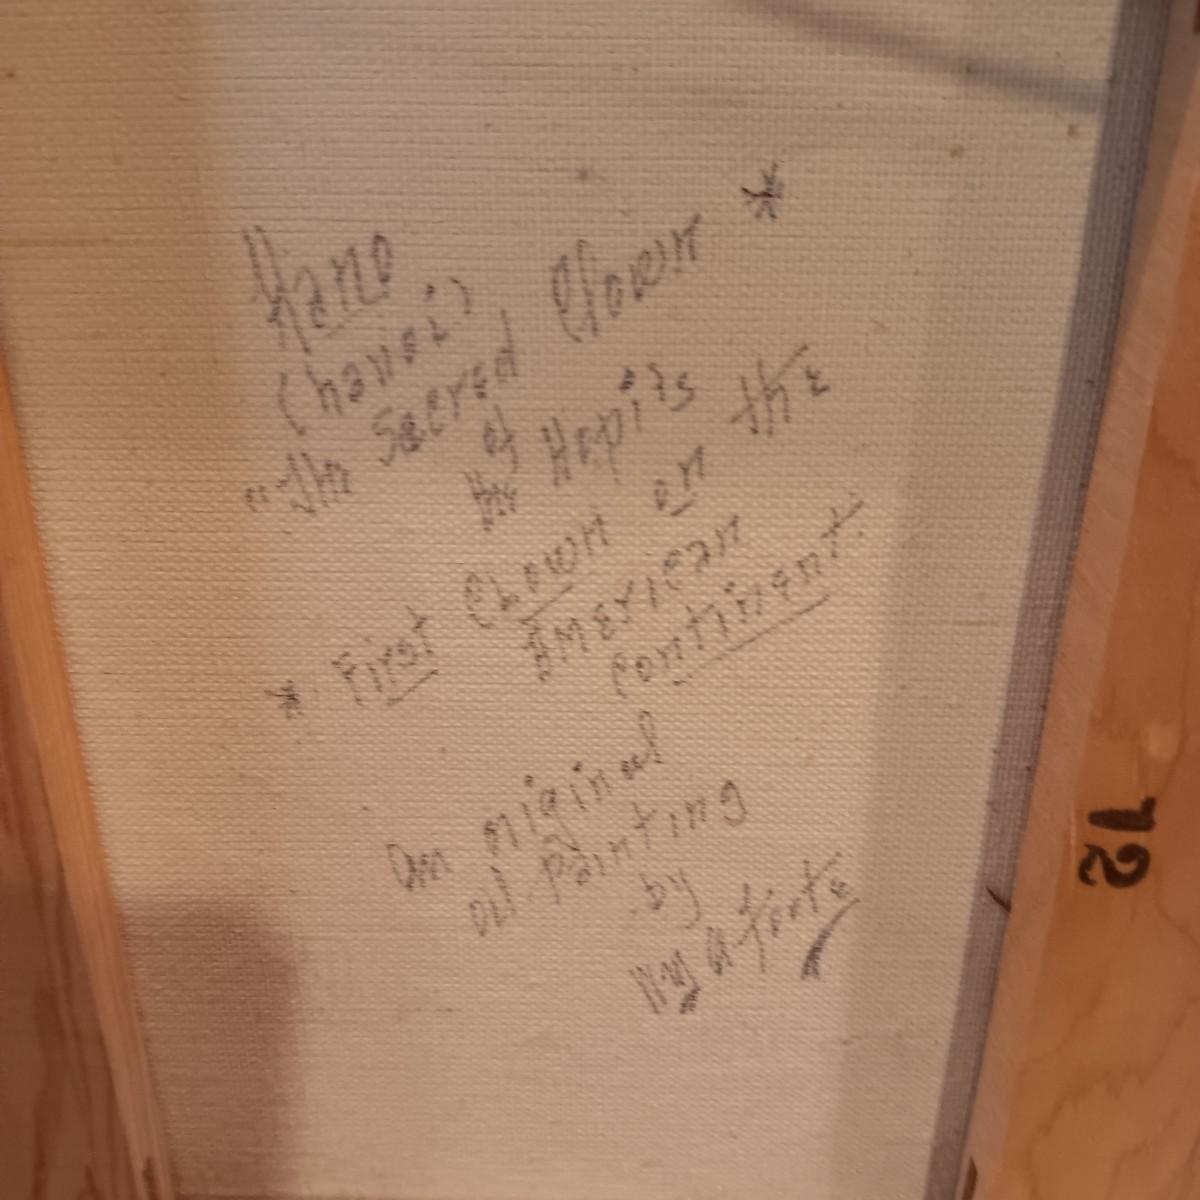 Hano
"The Sacred Clown *
of
the Hopi's
* First Clown on the
American
Continent.
An original
oil painting
by
12